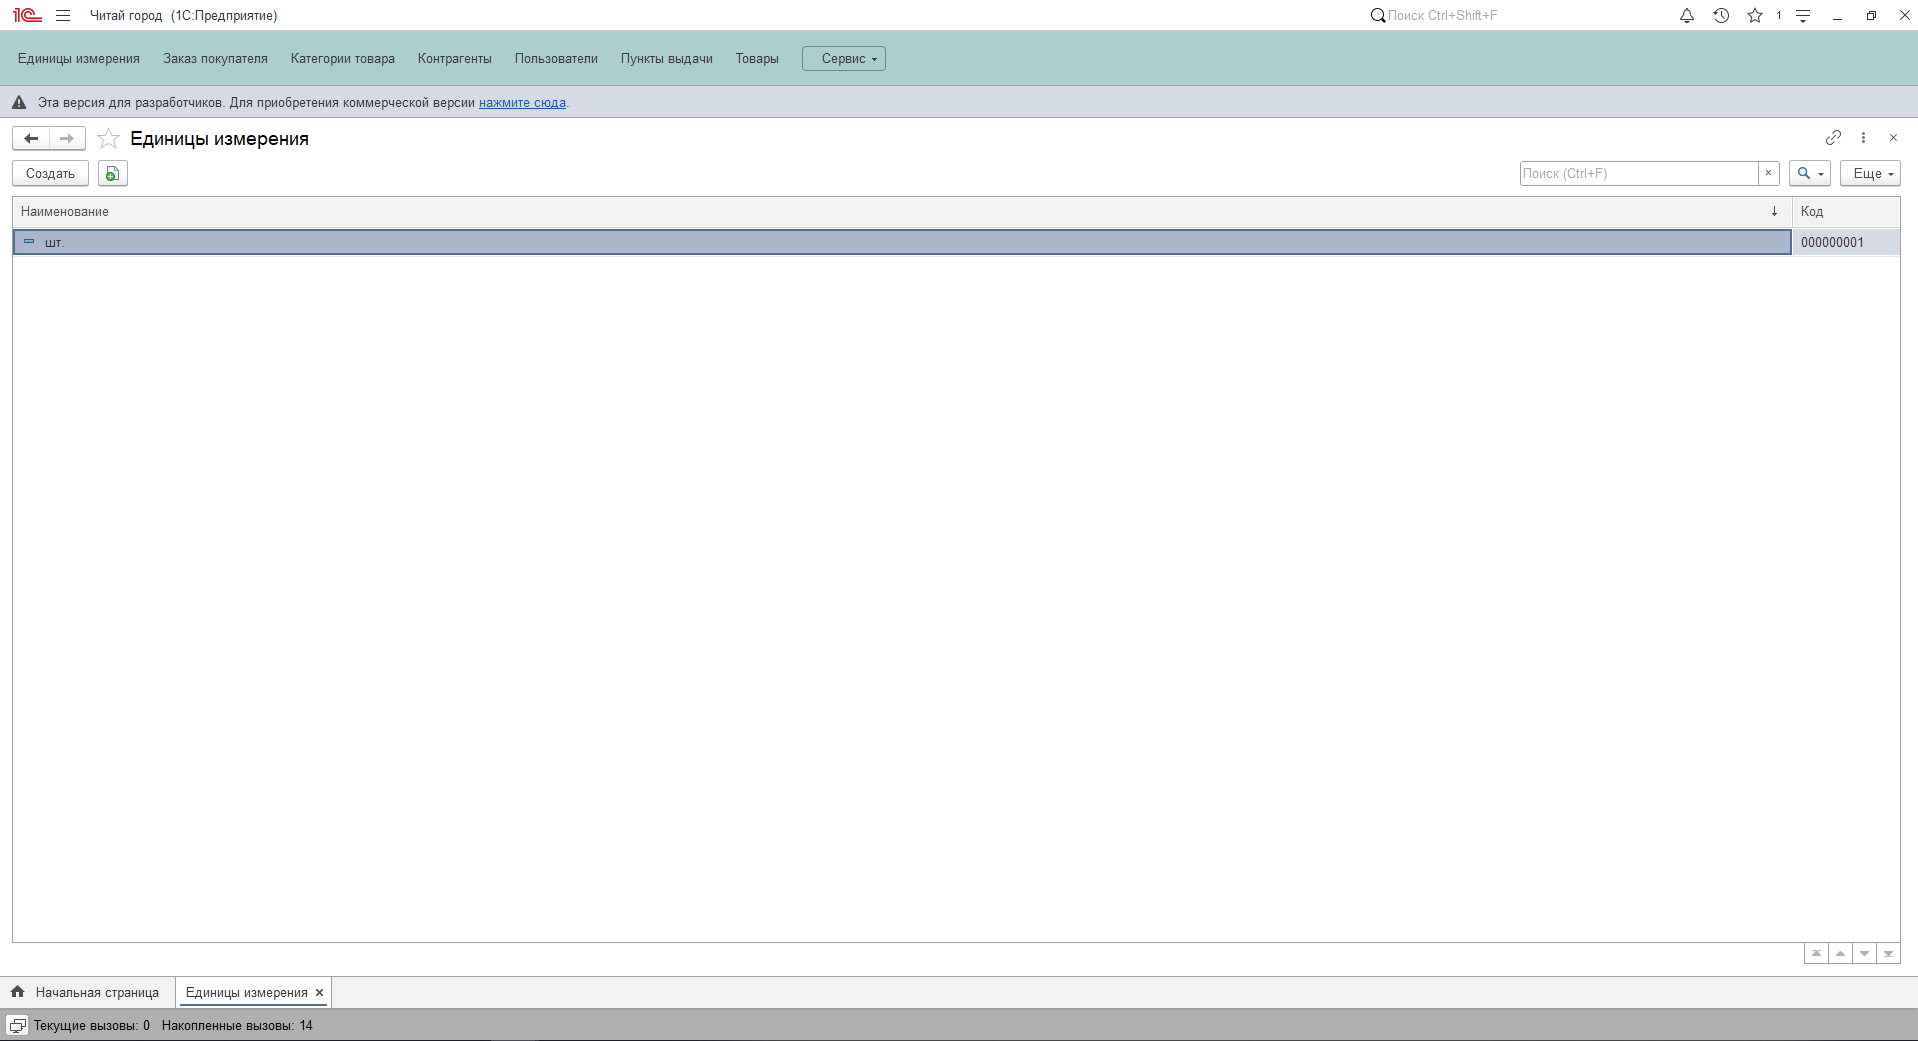 1С Читай город (1С:Предприятие) Поиск Ctrl+Shift+F 1
Единицы измерения Заказ покупателя Категории товара Контрагенты Пользователи Пункты выдачи Товары Сервис
Эта версия для разработчиков. Для приобретения коммерческой версии нажмите сюда.
Единицы измерения
Создать Поиск (Ctrl+F) × Еще
Наименование ↓ Код
шт. 000000001
Начальная страница Единицы измерения ×
Текущие вызовы: 0 Накопленные вызовы: 14